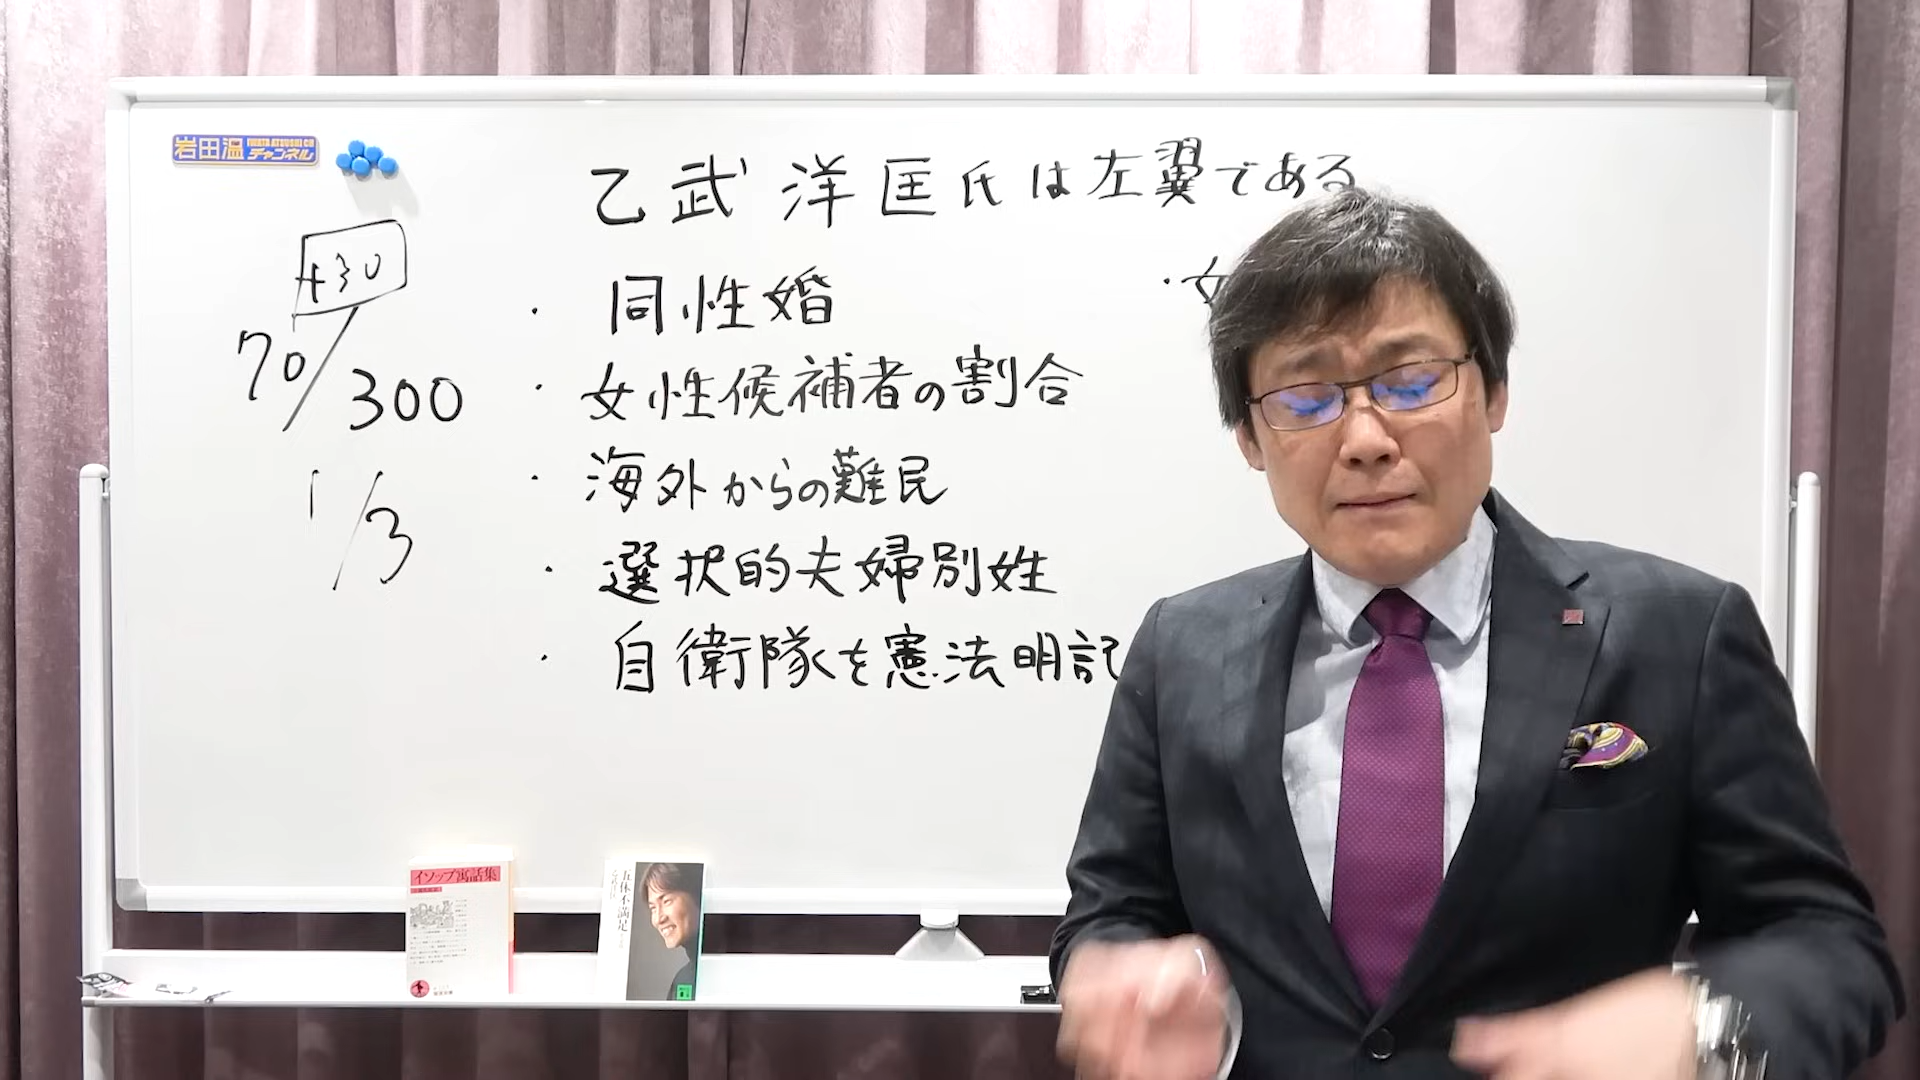 岩田温
チャンネル
乙武洋匡氏は左翼である
+30
70/300
1/3
・同性婚
・女
・女性候補者の割合
・海外からの難民
・選択的夫婦別姓
・自衛隊を憲法明記
イソップ寓話集
五体不満足